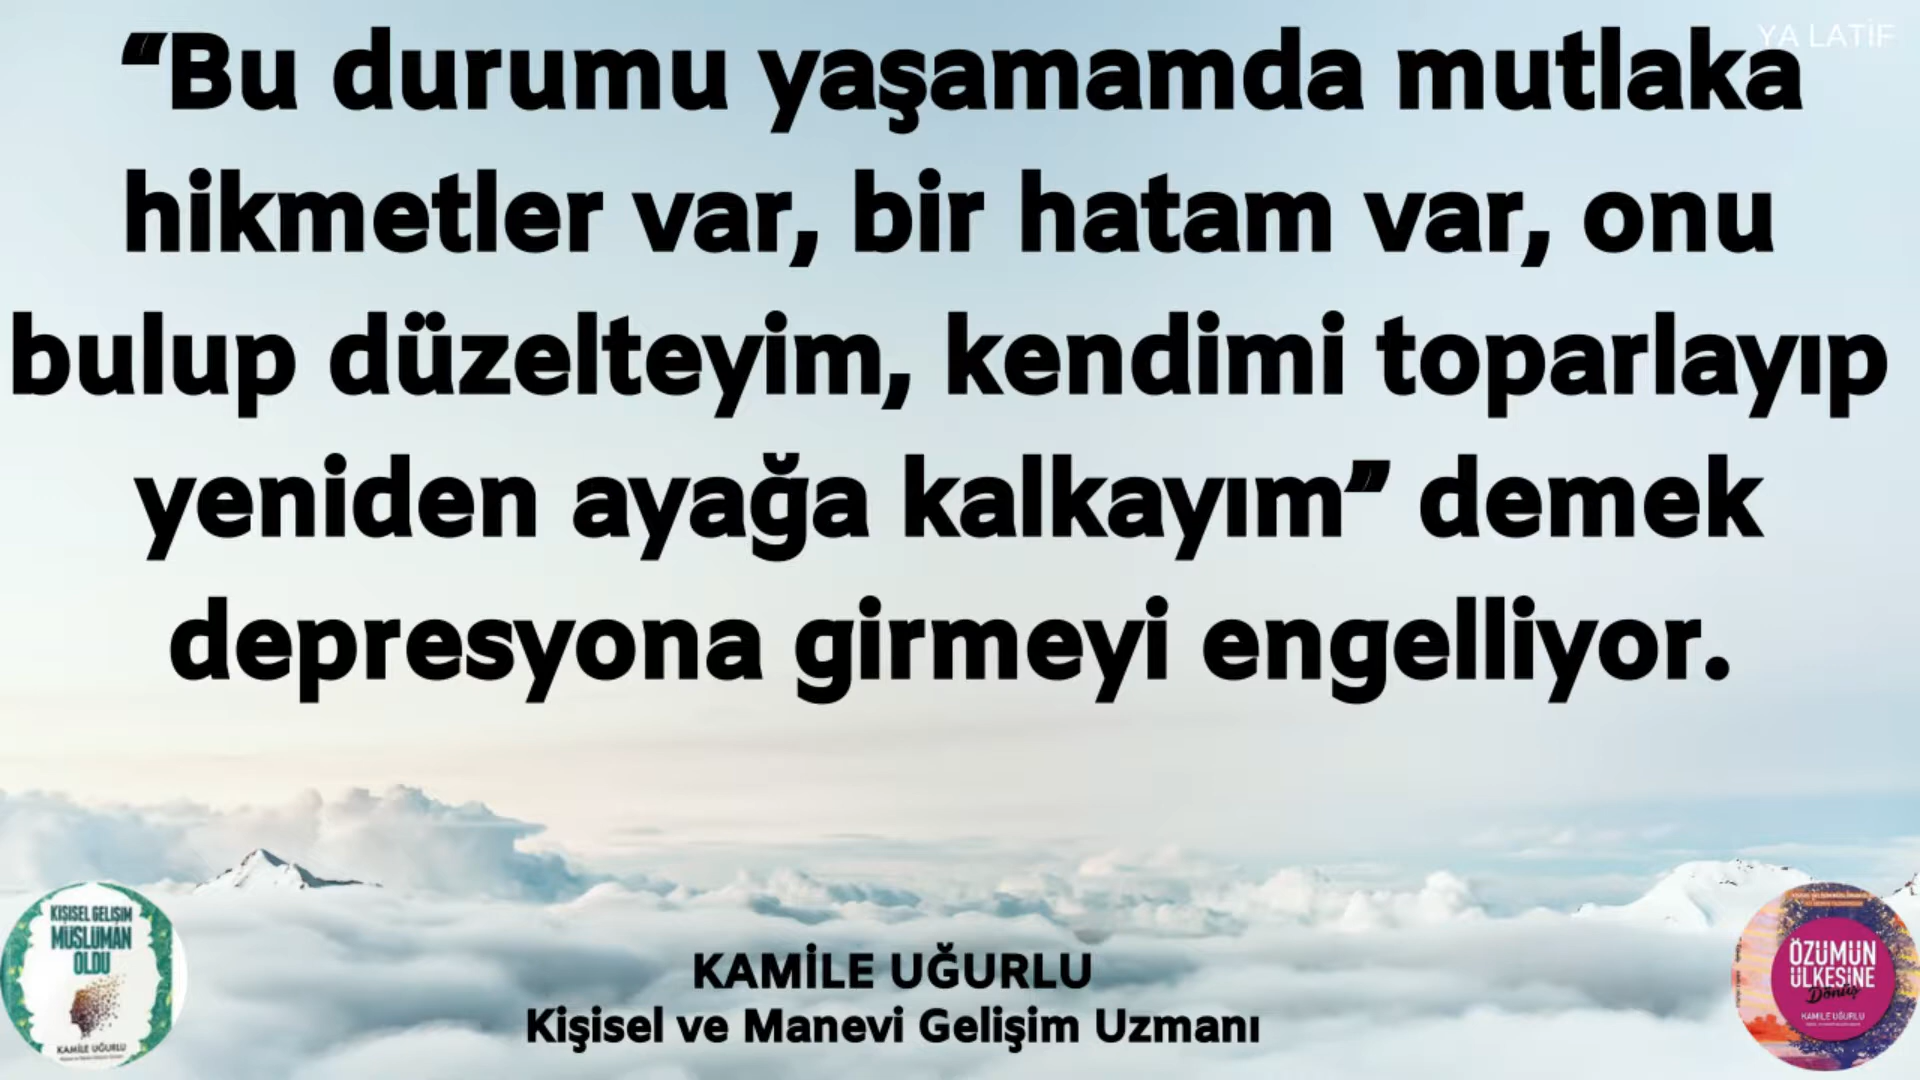 YA LATİF
“Bu durumu yaşamamda mutlaka
hikmetler var, bir hatam var, onu
bulup düzelteyim, kendimi toparlayıp
yeniden ayağa kalkayım” demek
depresyona girmeyi engelliyor.
KAMİLE UĞURLU
Kişisel ve Manevi Gelişim Uzmanı
KİŞİSEL GELİŞİM
MÜSLÜMAN
OLDU
KAMİLE UĞURLU
ÖZÜMÜN
ÜLKESİNE
Dönüş
KAMİLE UĞURLU